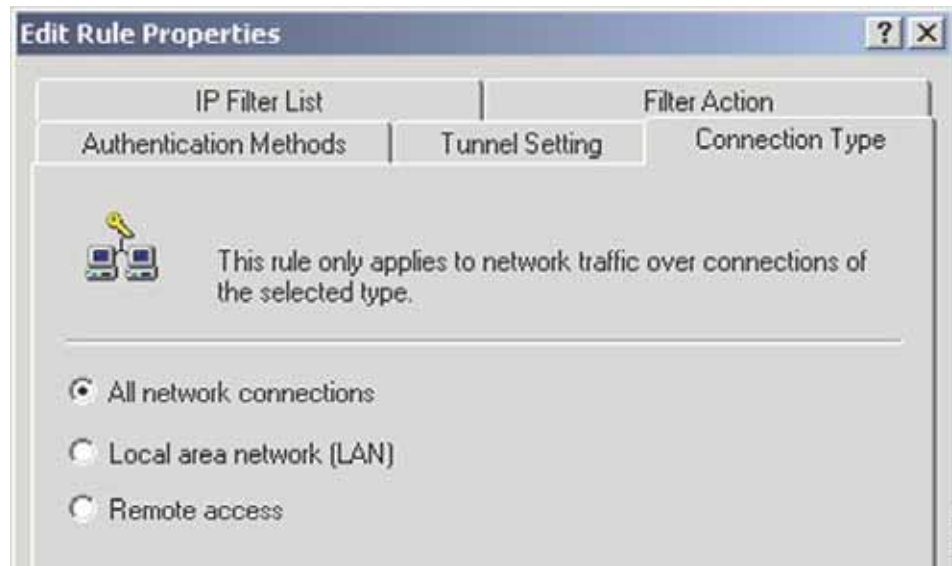 Edit Rule Properties
IP Filter List
Filter Action
Authentication Methods
Tunnel Setting
Connection Type
This rule only applies to network traffic over connections of
the selected type.
All network connections
Local area network (LAN)
Remote access